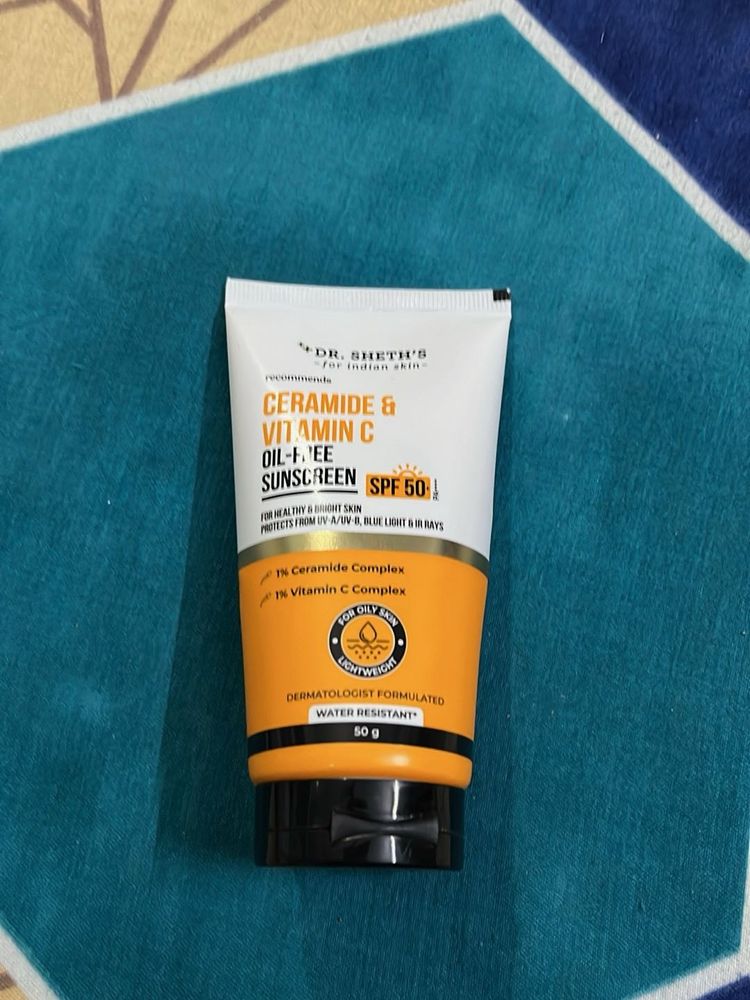 DR. SHETH'S
-for indian skin-
recommends
CERAMIDE &
VITAMIN C
OIL-FREE
SUNSCREEN
SPF 50+
FOR HEALTHY & BRIGHT SKIN
PROTECTS FROM UV-A/UV-B, BLUE LIGHT & IR RAYS
1% Ceramide Complex
1% Vitamin C Complex
FOR OILY SKIN
LIGHTWEIGHT
DERMATOLOGIST FORMULATED
WATER RESISTANT*
50 g